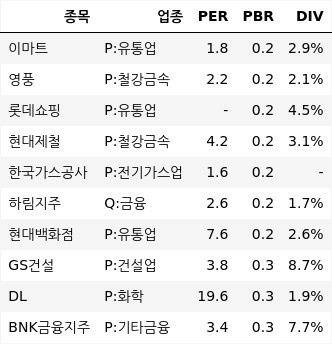 종목 업종 PER PBR DIV
이마트 P:유통업 1.8 0.2 2.9%
영풍 P:철강금속 2.2 0.2 2.1%
롯데쇼핑 P:유통업 - 0.2 4.5%
현대제철 P:철강금속 4.2 0.2 3.1%
한국가스공사 P:전기가스업 1.6 0.2 -
하림지주 Q:금융 2.6 0.2 1.7%
현대백화점 P:유통업 7.6 0.2 2.6%
GS건설 P:건설업 3.8 0.3 8.7%
DL P:화학 19.6 0.3 1.9%
BNK금융지주 P:기타금융 3.4 0.3 7.7%